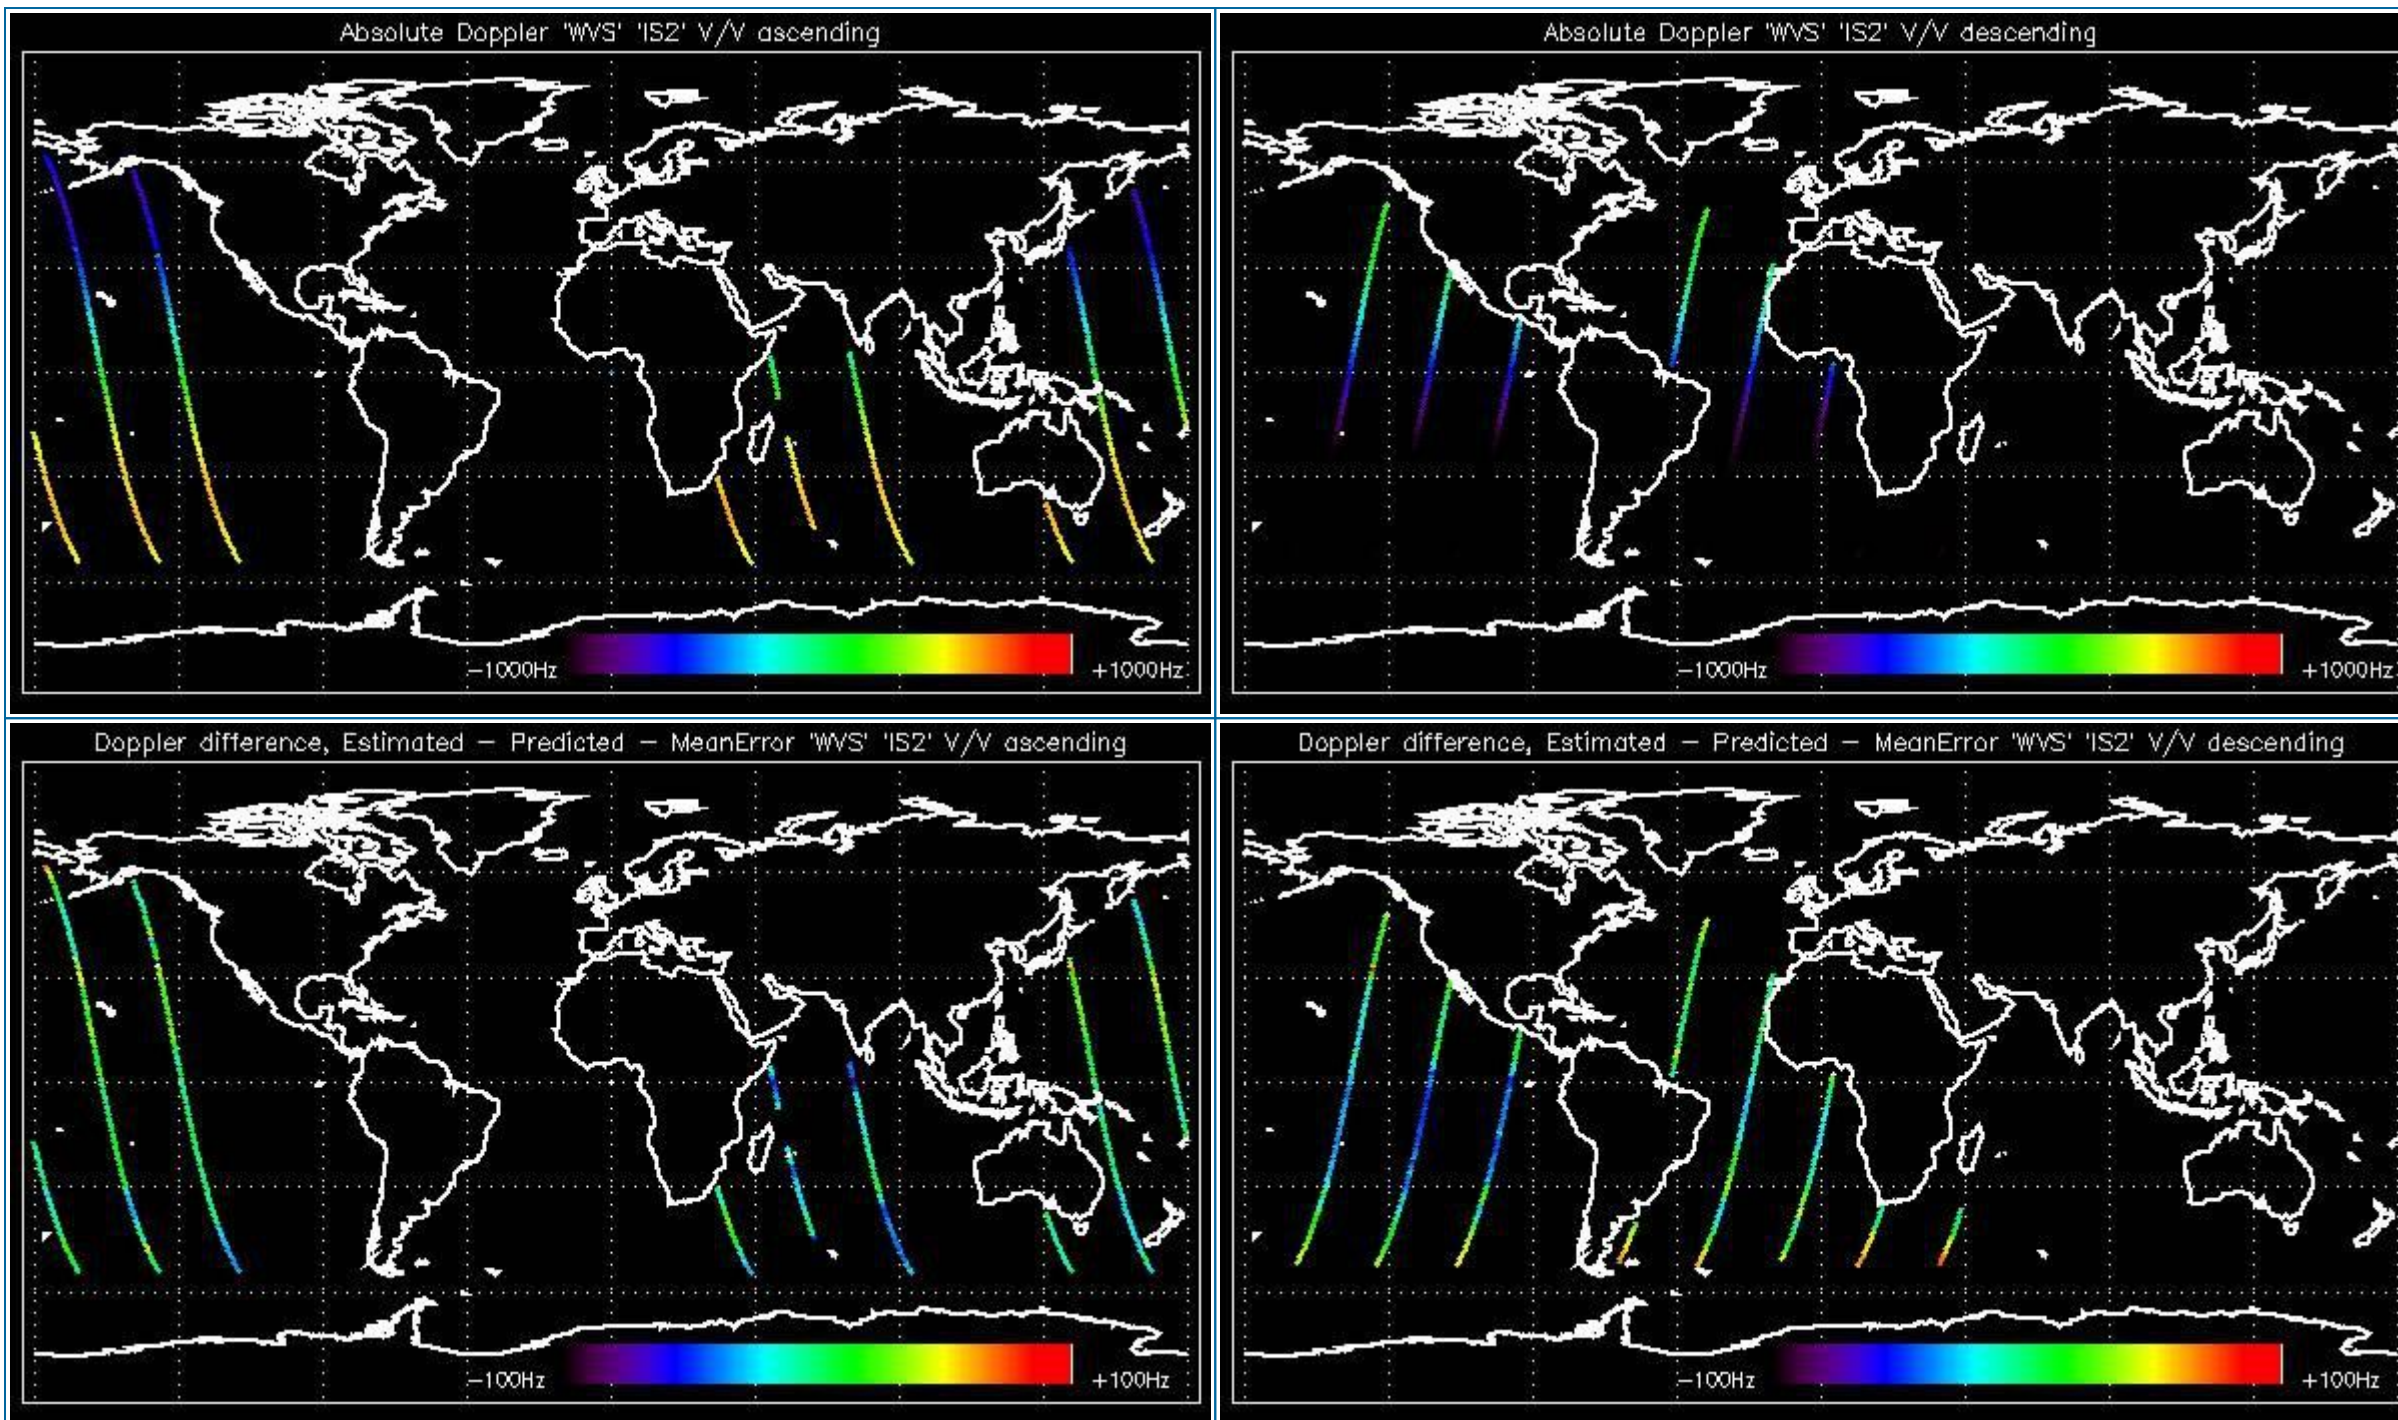 Absolute Doppler 'WVS' 'IS2' V/V ascending
-1000Hz
+1000Hz
Absolute Doppler 'WVS' 'IS2' V/V descending
-1000Hz
+1000Hz
Doppler difference, Estimated - Predicted - MeanError 'WVS' 'IS2' V/V ascending
-100Hz
+100Hz
Doppler difference, Estimated - Predicted - MeanError 'WVS' 'IS2' V/V descending
-100Hz
+100Hz